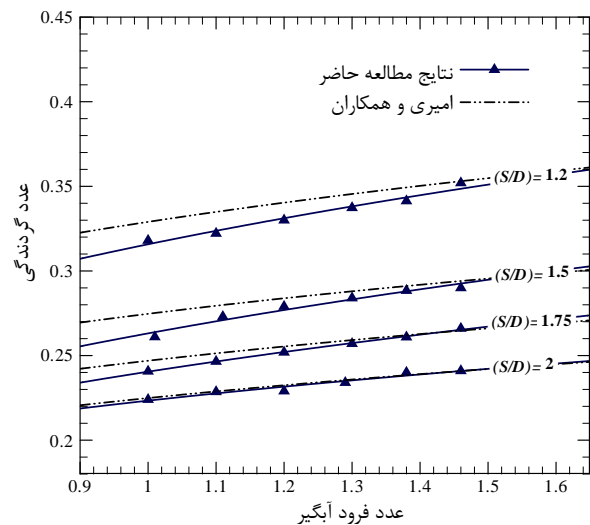 0.45
0.4
0.35
0.3
0.25
0.2
عدد گردندگی
نتایج مطالعه حاضر
امیری و همکاران
(S/D)= 1.2
(S/D)= 1.5
(S/D)= 1.75
(S/D)= 2
0.9 1 1.1 1.2 1.3 1.4 1.5 1.6
عدد فرود آبگیر